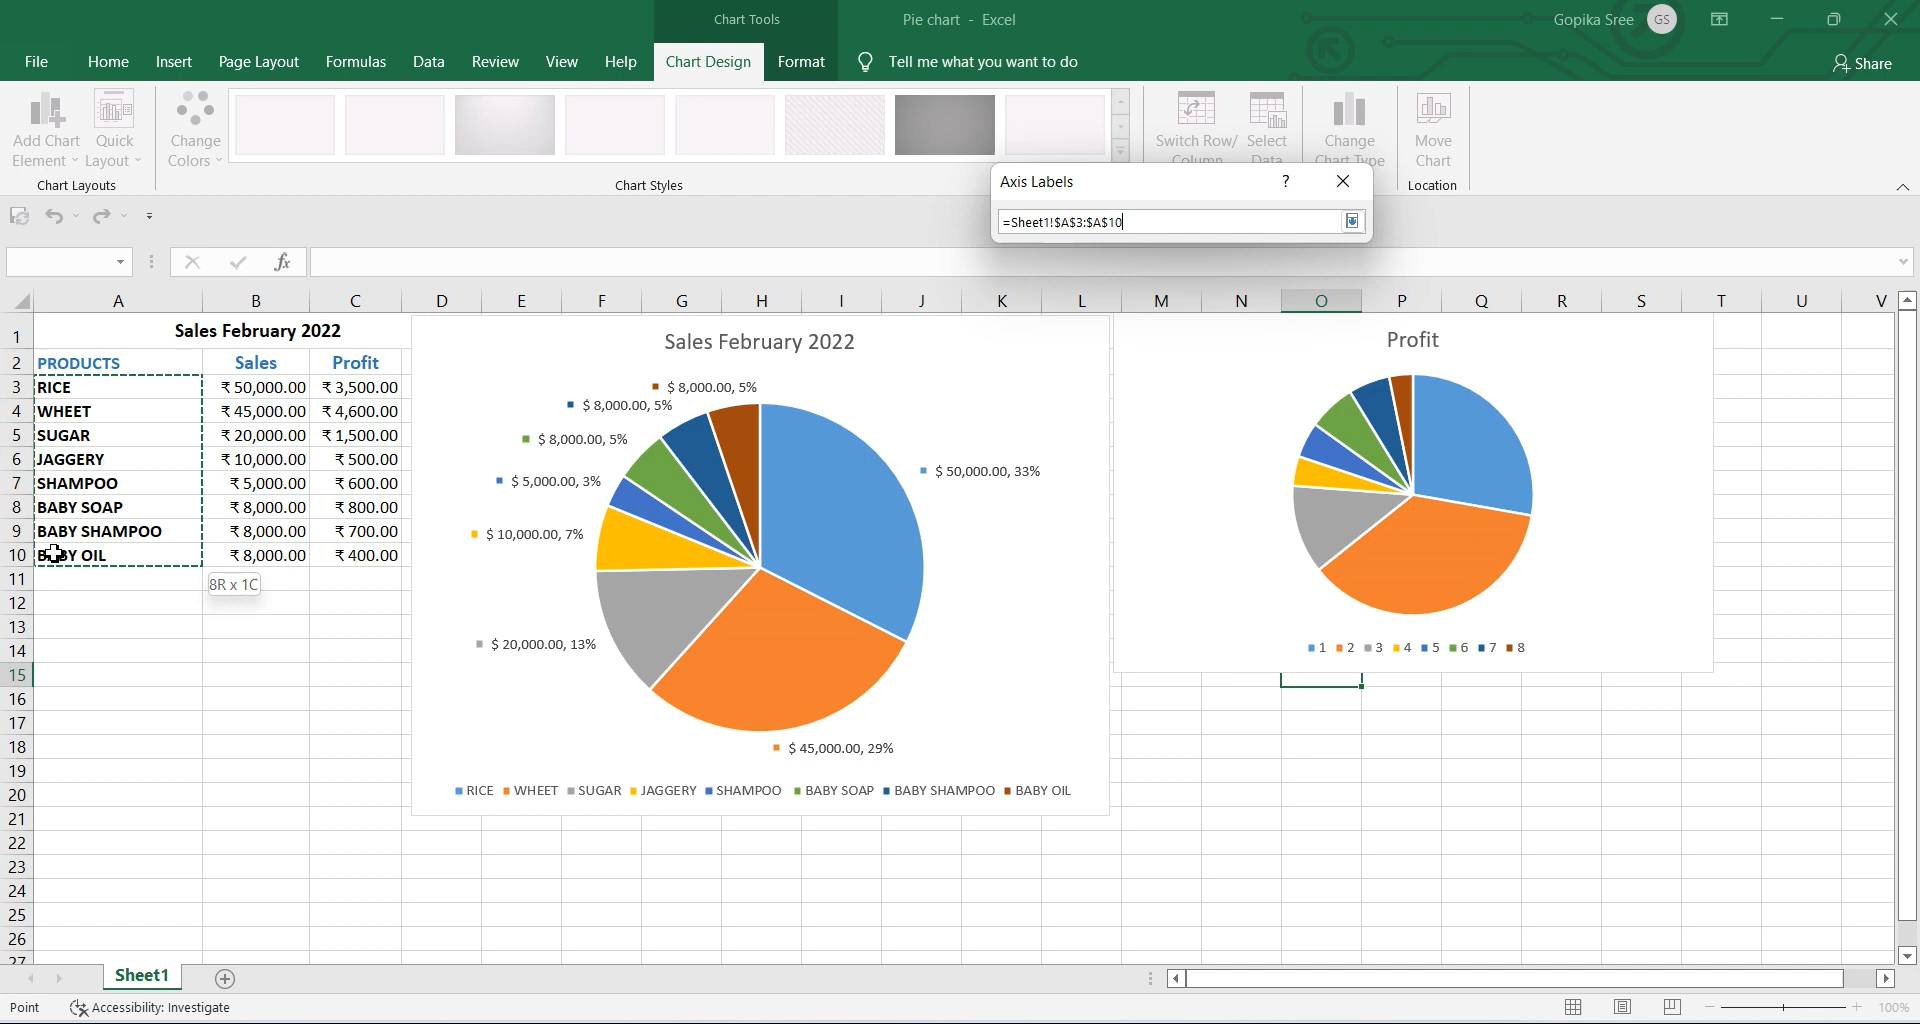 Chart Tools
Pie chart - Excel
Gopika Sree GS
File Home Insert Page Layout Formulas Data Review View Help Chart Design Format Tell me what you want to do Share
Add Chart Element
Quick Layout
Change Colors
Switch Row/ Column
Select Data
Change Chart Type
Move Chart
Chart Layouts
Chart Styles
Location
Axis Labels ?
=Sheet1!$A$3:$A$10
fx
A B C D E F G H I J K L M N O P Q R S T U V
1 Sales February 2022
2 PRODUCTS Sales Profit
3 RICE ₹ 50,000.00 ₹ 3,500.00
4 WHEET ₹ 45,000.00 ₹ 4,600.00
5 SUGAR ₹ 20,000.00 ₹ 1,500.00
6 JAGGERY ₹ 10,000.00 ₹ 500.00
7 SHAMPOO ₹ 5,000.00 ₹ 600.00
8 BABY SOAP ₹ 8,000.00 ₹ 800.00
9 BABY SHAMPOO ₹ 8,000.00 ₹ 700.00
10 BABY OIL ₹ 8,000.00 ₹ 400.00
8R x 1C
11
12
13
14
15
16
17
18
19
20
21
22
23
24
25
26
27
Sales February 2022
$ 8,000.00, 5%
$ 8,000.00, 5%
$ 8,000.00, 5%
$ 50,000.00, 33%
$ 5,000.00, 3%
$ 10,000.00, 7%
$ 20,000.00, 13%
$ 45,000.00, 29%
RICE WHEET SUGAR JAGGERY SHAMPOO BABY SOAP BABY SHAMPOO BABY OIL
Profit
1 2 3 4 5 6 7 8
Sheet1
Point Accessibility: Investigate 100%